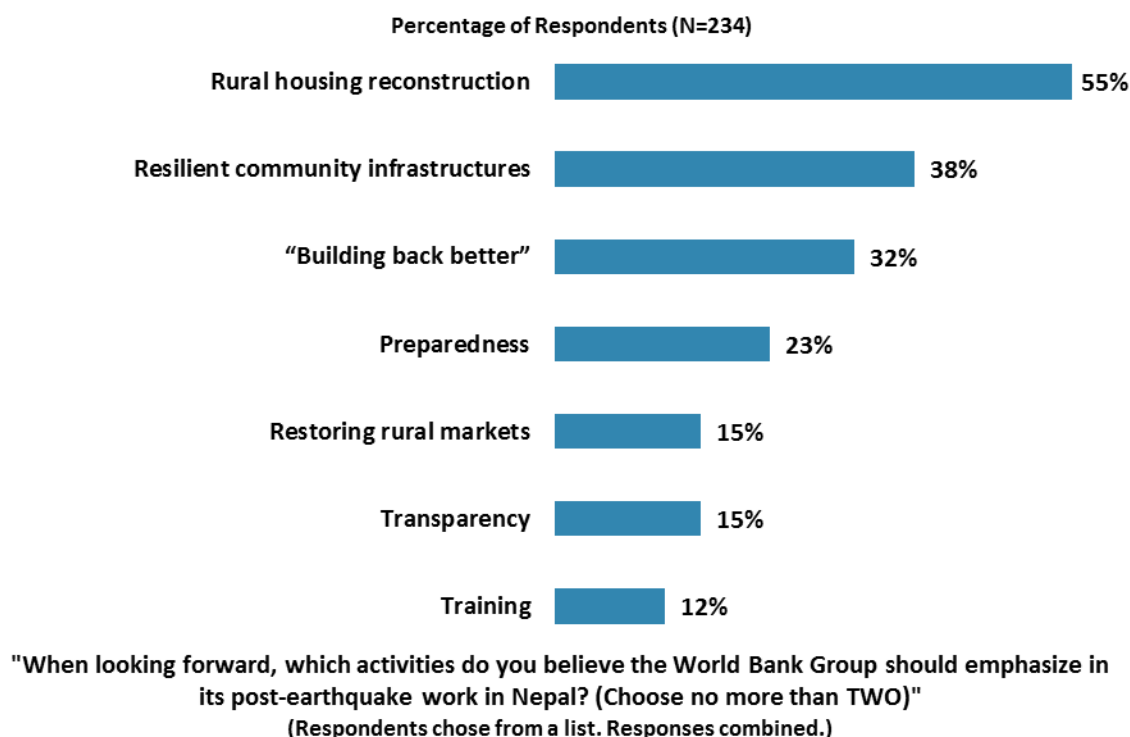 Percentage of Respondents (N=234)
Rural housing reconstruction 55%
Resilient community infrastructures 38%
“Building back better” 32%
Preparedness 23%
Restoring rural markets 15%
Transparency 15%
Training 12%
"When looking forward, which activities do you believe the World Bank Group should emphasize in
its post-earthquake work in Nepal? (Choose no more than TWO)"
(Respondents chose from a list. Responses combined.)